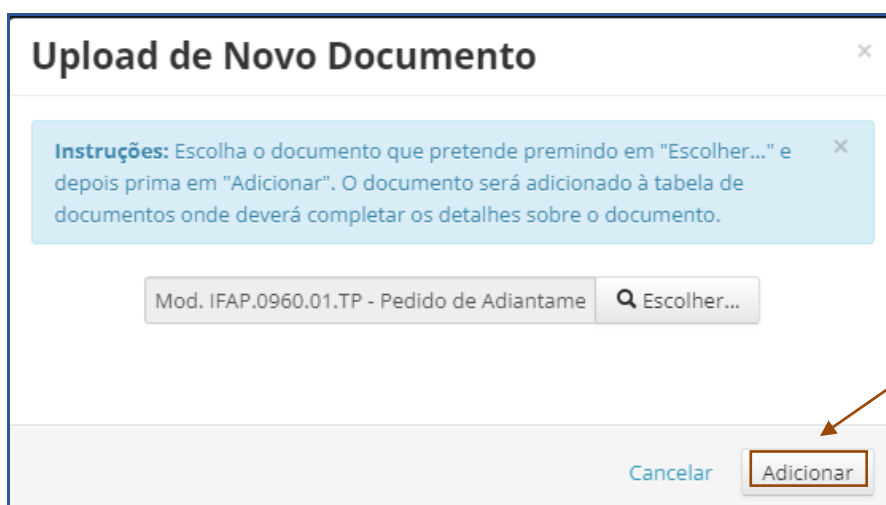 Upload de Novo Documento ×
Instruções: Escolha o documento que pretende premindo em "Escolher..." e ×
depois prima em "Adicionar". O documento será adicionado à tabela de
documentos onde deverá completar os detalhes sobre o documento.
Mod. IFAP.0960.01.TP - Pedido de Adiantame Escolher...
Cancelar Adicionar